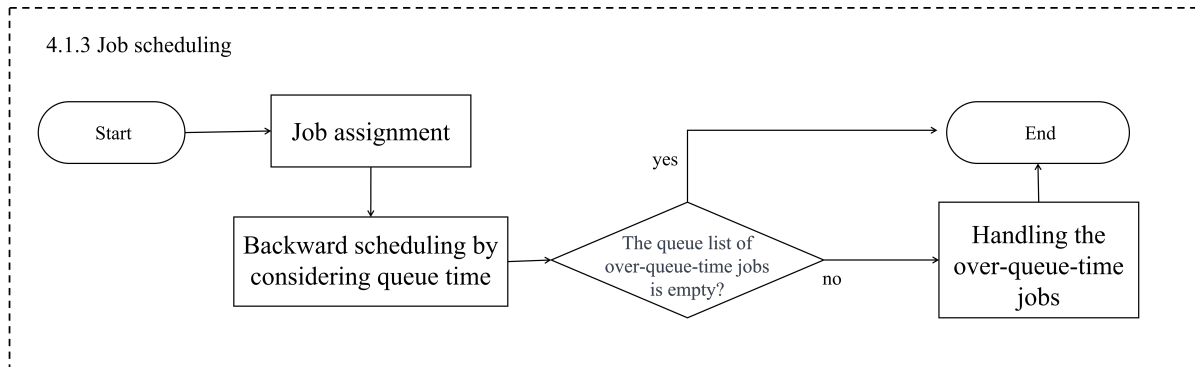 4.1.3 Job scheduling
Start
Job assignment
Backward scheduling by
considering queue time
The queue list of
over-queue-time jobs
is empty?
yes
no
End
Handling the
over-queue-time
jobs